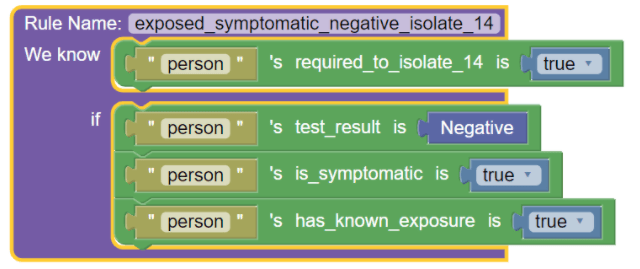 Rule Name: exposed_symptomatic_negative_isolate_14
We know " person " 's required_to_isolate_14 is true
if " person " 's test_result is Negative
" person " 's is_symptomatic is true
" person " 's has_known_exposure is true